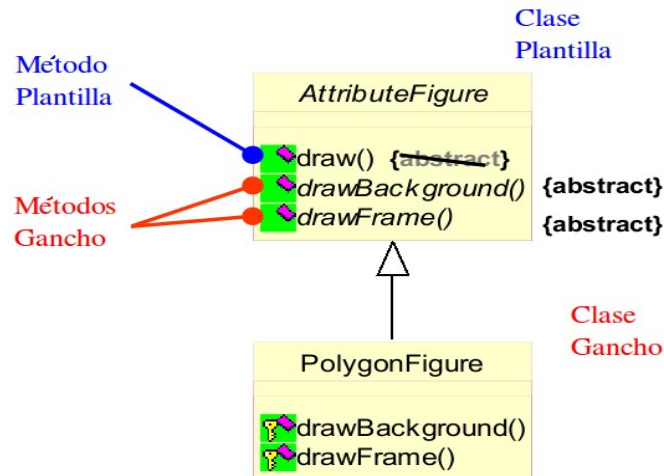 Clase
Plantilla
Método
Plantilla
AttributeFigure
draw() {abstract}
drawBackground() {abstract}
drawFrame() {abstract}
Métodos
Gancho
Clase
Gancho
PolygonFigure
drawBackground()
drawFrame()